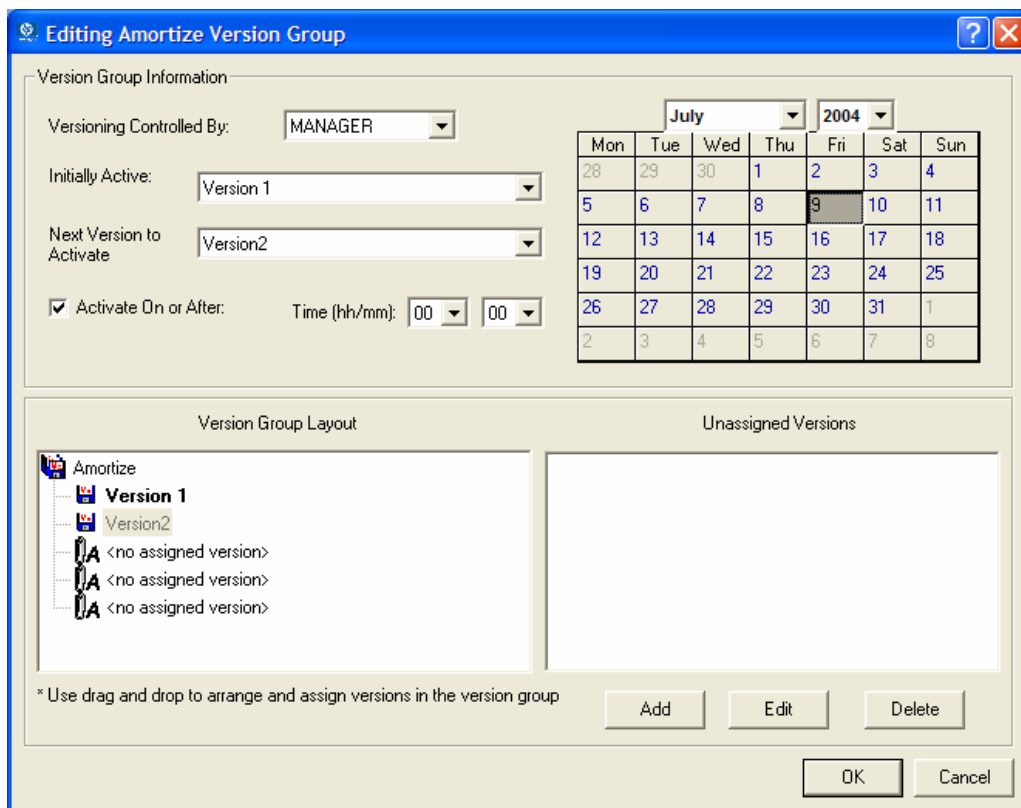 Editing Amortize Version Group
Version Group Information
Versioning Controlled By: MANAGER
Initially Active: Version 1
Next Version to Activate Version2
Activate On or After: Time (hh/mm): 00 00
July 2004
Mon Tue Wed Thu Fri Sat Sun
28 29 30 1 2 3 4
5 6 7 8 9 10 11
12 13 14 15 16 17 18
19 20 21 22 23 24 25
26 27 28 29 30 31 1
2 3 4 5 6 7 8
Version Group Layout
Amortize
Version 1
Version2
<no assigned version>
<no assigned version>
<no assigned version>
* Use drag and drop to arrange and assign versions in the version group
Unassigned Versions
Add Edit Delete
OK Cancel